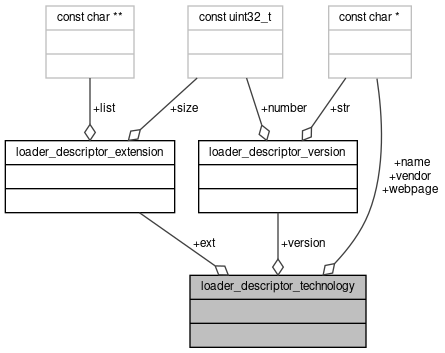 const char **
const uint32_t
const char *
+list
+size
+number
+str
loader_descriptor_extension
loader_descriptor_version
+name
+vendor
+webpage
+ext
+version
loader_descriptor_technology